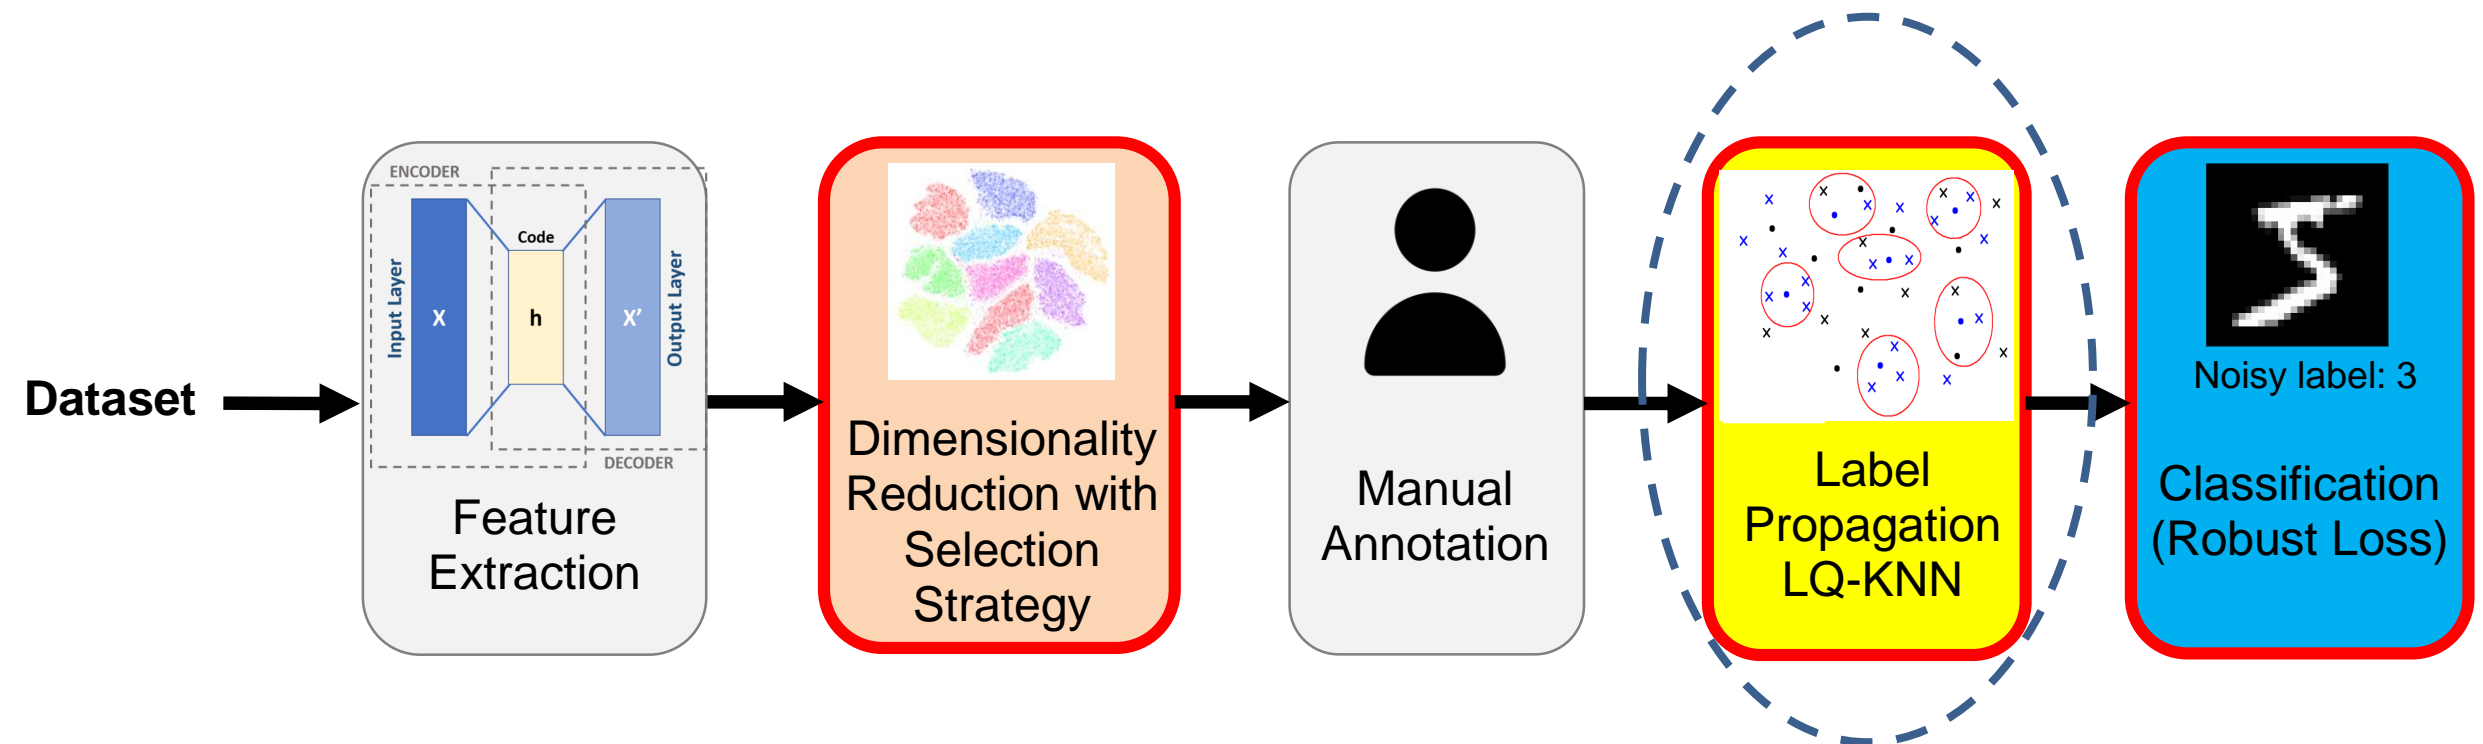 Dataset
ENCODER
Input Layer
X
Code
h
X'
Output Layer
DECODER
Feature
Extraction
Dimensionality
Reduction with
Selection
Strategy
Manual
Annotation
Label
Propagation
LQ-KNN
Noisy label: 3
Classification
(Robust Loss)